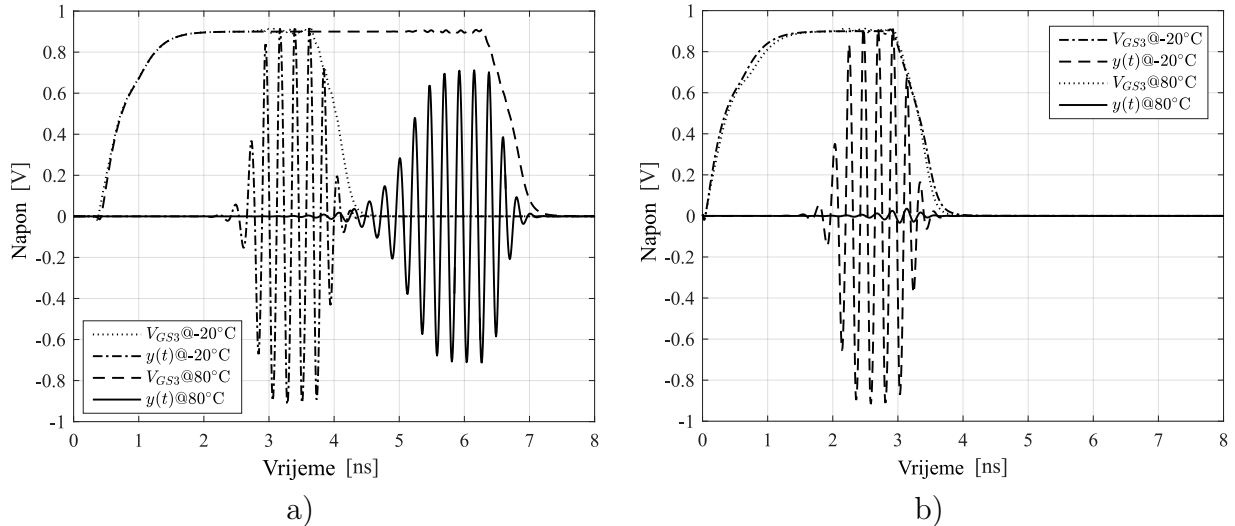 1
0.8
0.6
0.4
0.2
0
-0.2
-0.4
-0.6
-0.8
-1
Napon [V]
V_GS3@-20°C
y(t)@-20°C
V_GS3@80°C
y(t)@80°C
0 1 2 3 4 5 6 7 8
Vrijeme [ns]
a)
1
0.8
0.6
0.4
0.2
0
-0.2
-0.4
-0.6
-0.8
-1
Napon [V]
V_GS3@-20°C
y(t)@-20°C
V_GS3@80°C
y(t)@80°C
0 1 2 3 4 5 6 7 8
Vrijeme [ns]
b)